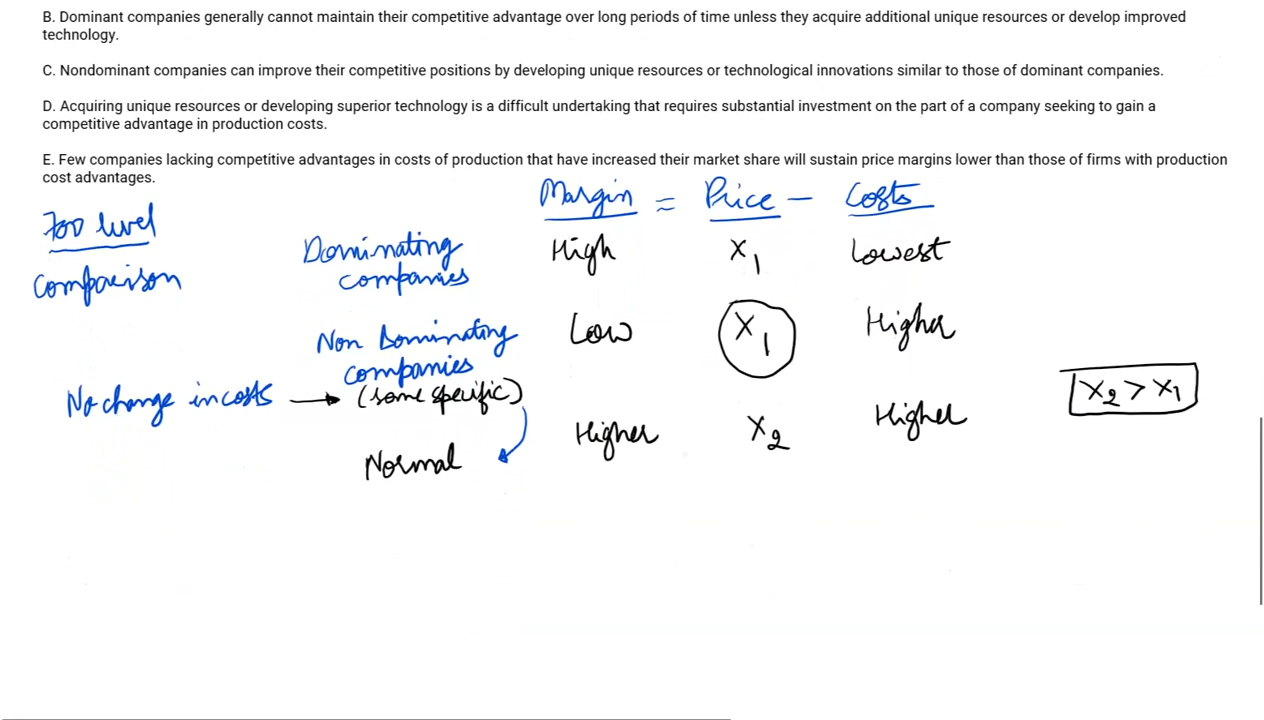 B. Dominant companies generally cannot maintain their competitive advantage over long periods of time unless they acquire additional unique resources or develop improved
technology.
C. Nondominant companies can improve their competitive positions by developing unique resources or technological innovations similar to those of dominant companies.
D. Acquiring unique resources or developing superior technology is a difficult undertaking that requires substantial investment on the part of a company seeking to gain a
competitive advantage in production costs.
E. Few companies lacking competitive advantages in costs of production that have increased their market share will sustain price margins lower than those of firms with production
cost advantages.
Margin = Price - Costs
level
Comparison
Dominating
companies
High X1 Lowest
Non Dominating
companies
Low X1 Higher
No change in costs → (some specific)
Higher X2 Higher
X2 > X1
Normal